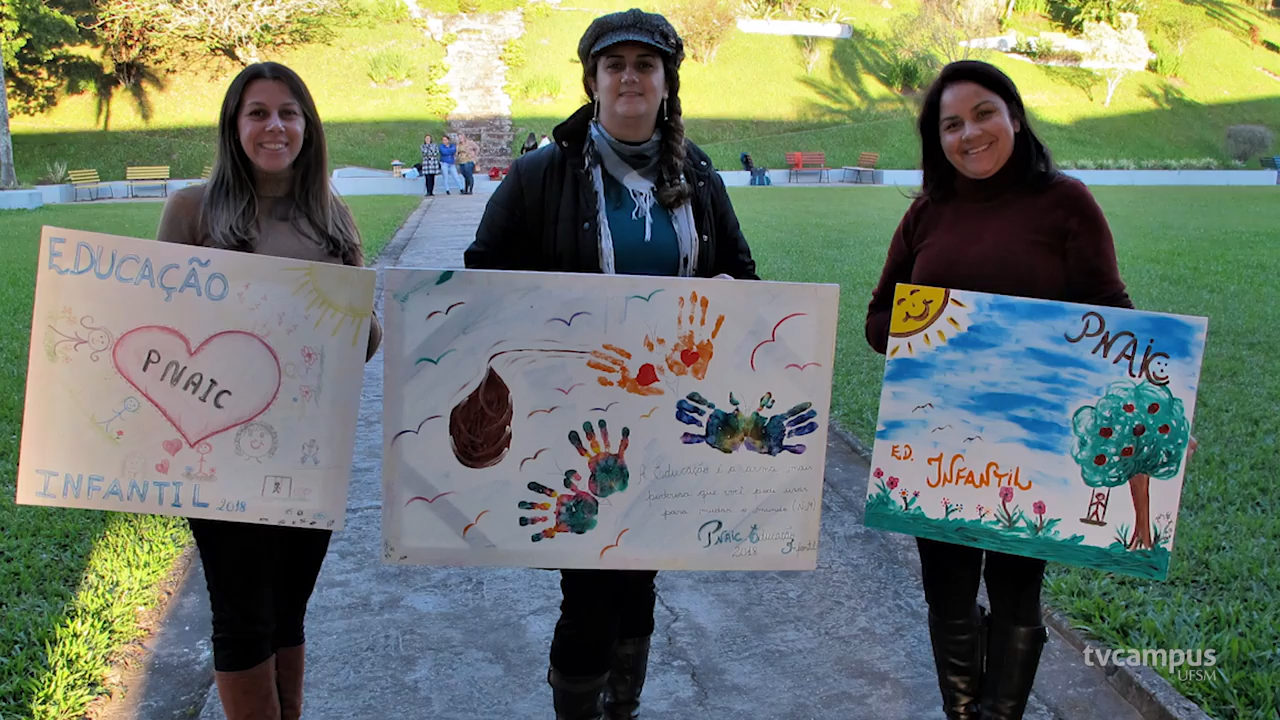 EDUCAÇÃO
PNAIC
INFANTIL 2018
A Educação é a arma mais
poderosa que você pode usar
para mudar o mundo (N.M)
PNAIC Educação
2018 Infantil
PNAIC
ED.
INFANTIL
tvcampus
UFSM